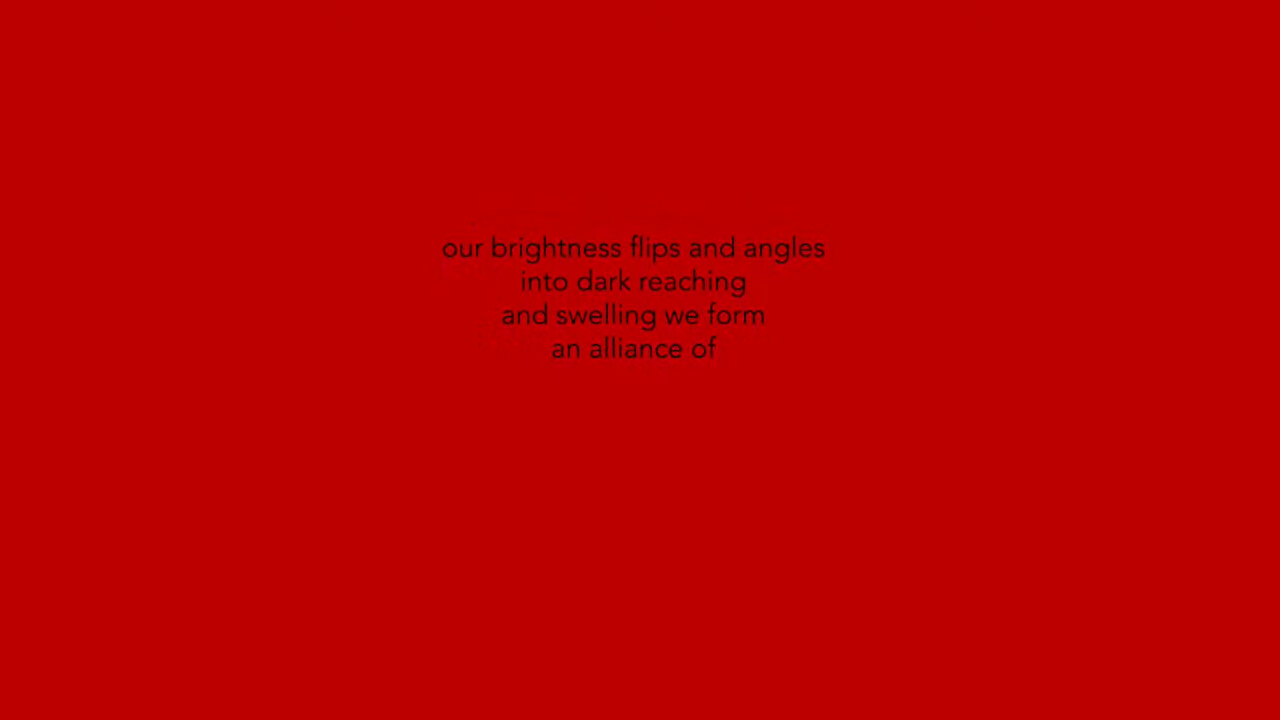 our brightness flips and angles
into dark reaching
and swelling we form
an alliance of